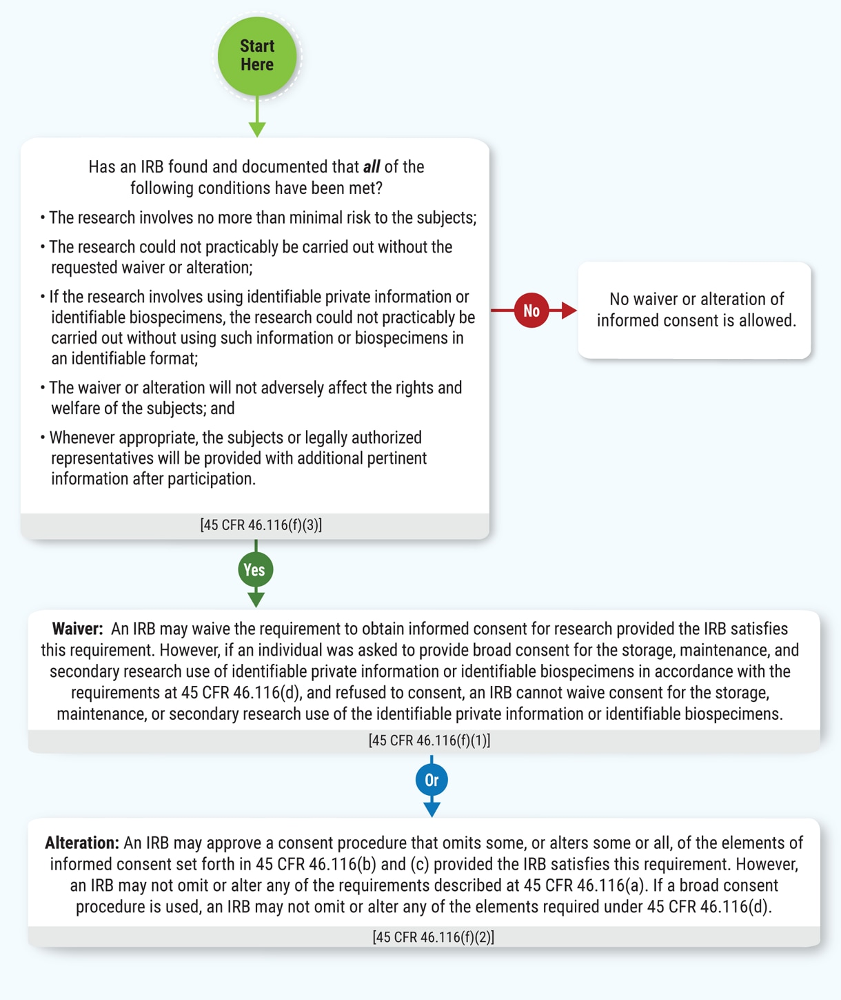 Start
Here
Has an IRB found and documented that all of the
following conditions have been met?
• The research involves no more than minimal risk to the subjects;
• The research could not practicably be carried out without the
requested waiver or alteration;
• If the research involves using identifiable private information or
identifiable biospecimens, the research could not practicably be
carried out without using such information or biospecimens in
an identifiable format;
• The waiver or alteration will not adversely affect the rights and
welfare of the subjects; and
• Whenever appropriate, the subjects or legally authorized
representatives will be provided with additional pertinent
information after participation.
[45 CFR 46.116(f)(3)]
No
No waiver or alteration of
informed consent is allowed.
Yes
Waiver: An IRB may waive the requirement to obtain informed consent for research provided the IRB satisfies
this requirement. However, if an individual was asked to provide broad consent for the storage, maintenance, and
secondary research use of identifiable private information or identifiable biospecimens in accordance with the
requirements at 45 CFR 46.116(d), and refused to consent, an IRB cannot waive consent for the storage,
maintenance, or secondary research use of the identifiable private information or identifiable biospecimens.
[45 CFR 46.116(f)(1)]
Or
Alteration: An IRB may approve a consent procedure that omits some, or alters some or all, of the elements of
informed consent set forth in 45 CFR 46.116(b) and (c) provided the IRB satisfies this requirement. However,
an IRB may not omit or alter any of the requirements described at 45 CFR 46.116(a). If a broad consent
procedure is used, an IRB may not omit or alter any of the elements required under 45 CFR 46.116(d).
[45 CFR 46.116(f)(2)]